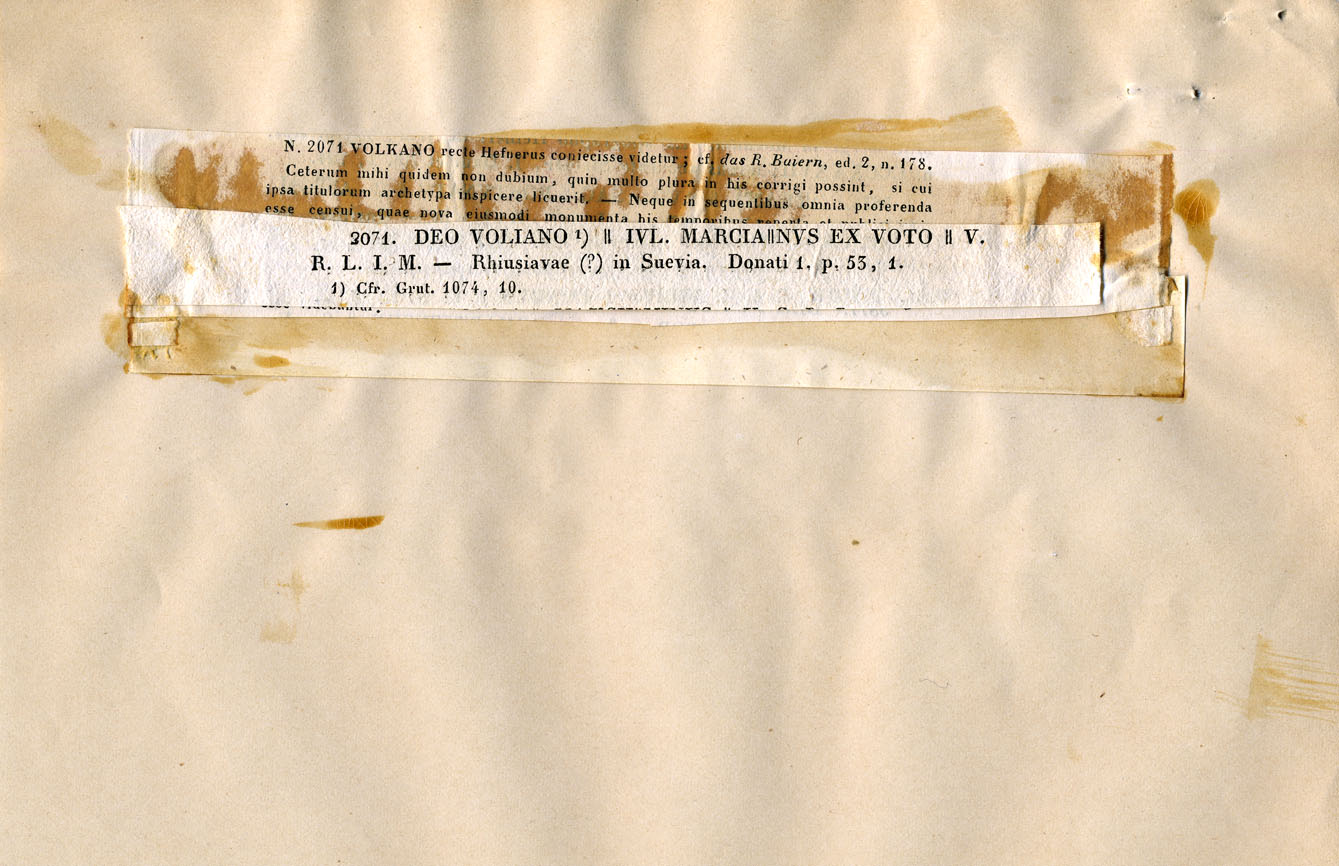 N. 2071 VOLKANO recte Hefnerus coniecisse videtur; cf. das R. Baiern, ed. 2, n. 178.
Ceterum mihi quidem non dubium, quin multo plura in his corrigi possint, si cui
ipsa titulorum archetypa inspicere licuerit. — Neque in sequentibus omnia proferenda
esse censui, quae nova eiusmodi monumenta his temporibus reperta et
2071. DEO VOLIANO ¹) || IVL. MARCIA||NVS EX VOTO || V.
R. L. I. M. — Rhiusiavae (?) in Suevia. Donati 1. p. 53, 1.
1) Cfr. Grut. 1074, 10.